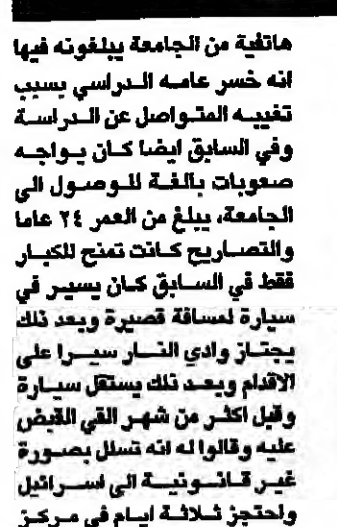 هاتفية من الجامعة يبلغونه فيها
انه خسر عامه الدراسي بسبب
تغيبه المتواصل عن الدراسة
وفي السابق ايضا كان يواجه
صعوبات بالغة للوصول الى
الجامعة، يبلغ من العمر ٢٤ عاما
والتصاريح كانت تمنح للكبار
فقط في السابق كان يسير في
سيارة لمسافة قصيرة وبعد ذلك
يجتاز وادي النار سيرا على
الاقدام وبعد ذلك يستقل سيارة
وقبل اكثر من شهر القي القبض
عليه وقالوا له انه تسلل بصورة
غير قانونية الى اسرائيل
واحتجز ثلاثة ايام في مركز